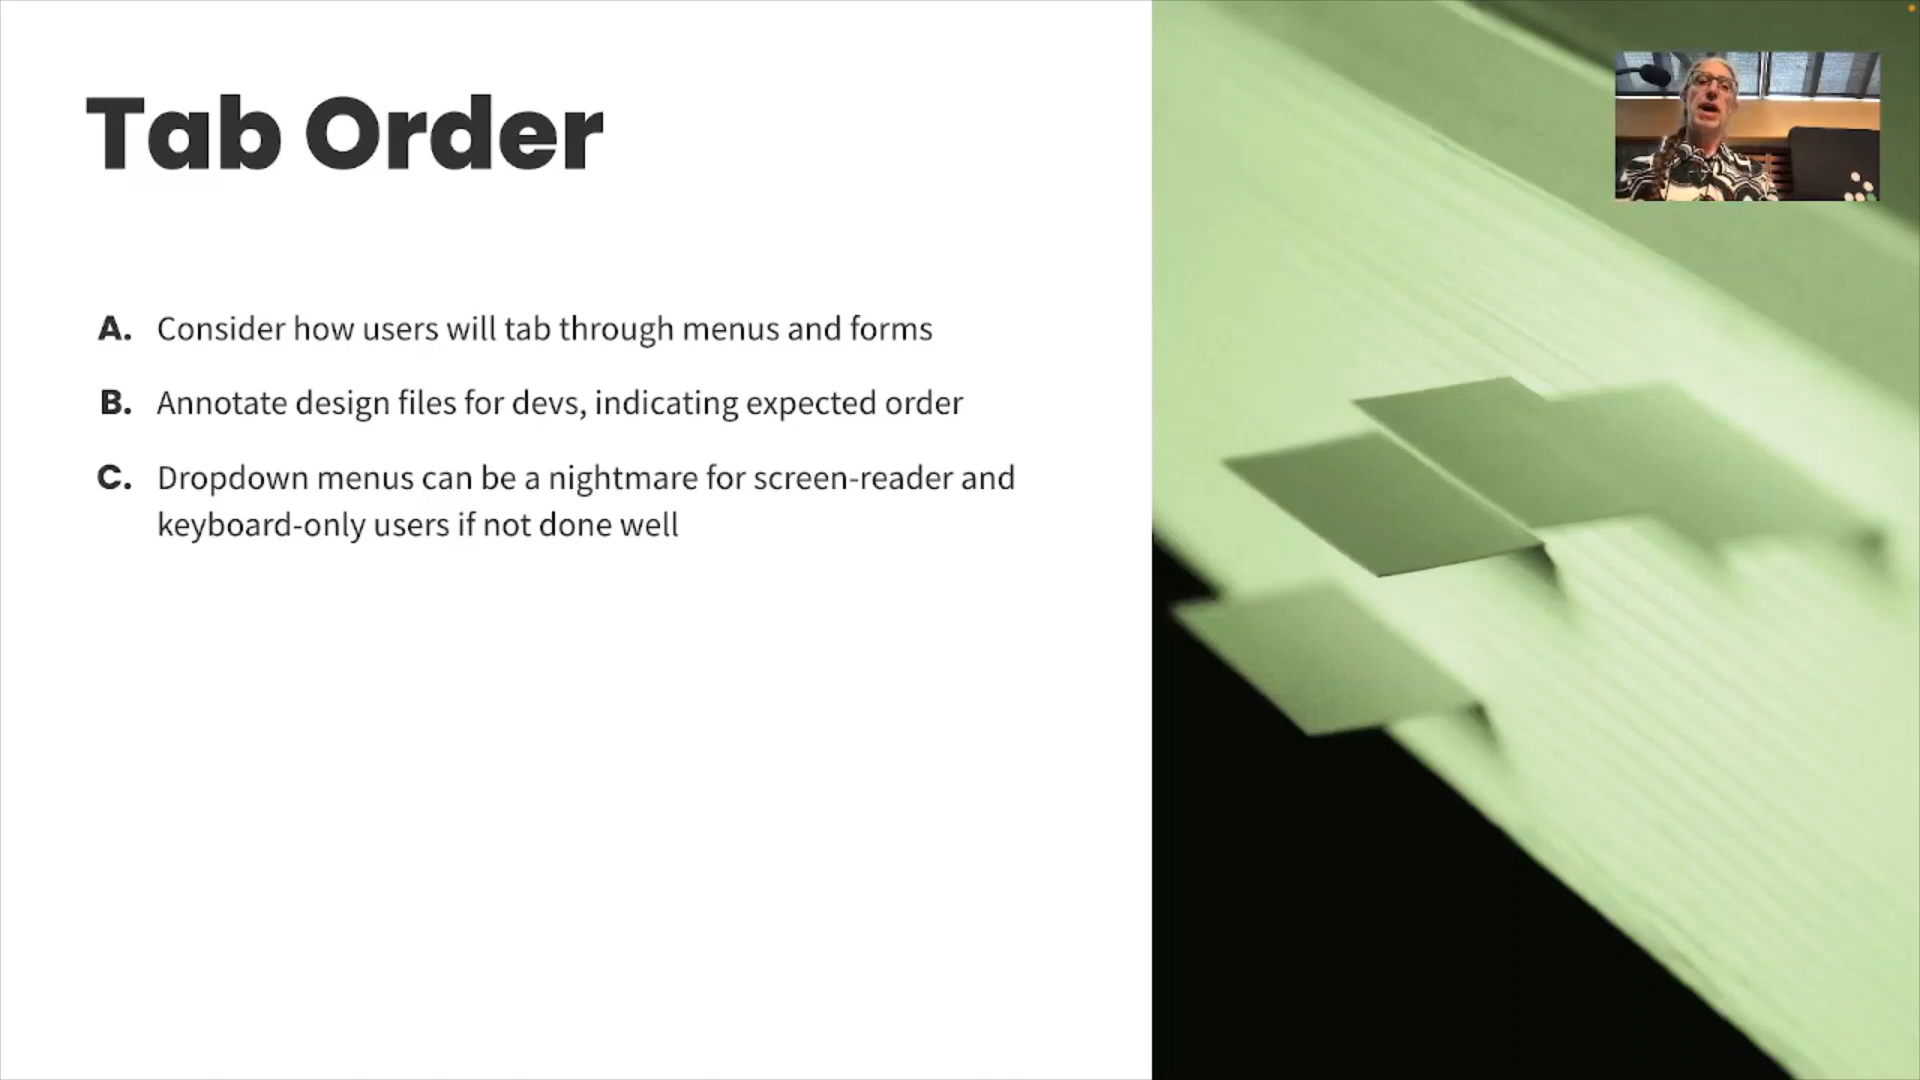 Tab Order
A. Consider how users will tab through menus and forms
B. Annotate design files for devs, indicating expected order
C. Dropdown menus can be a nightmare for screen-reader and
keyboard-only users if not done well